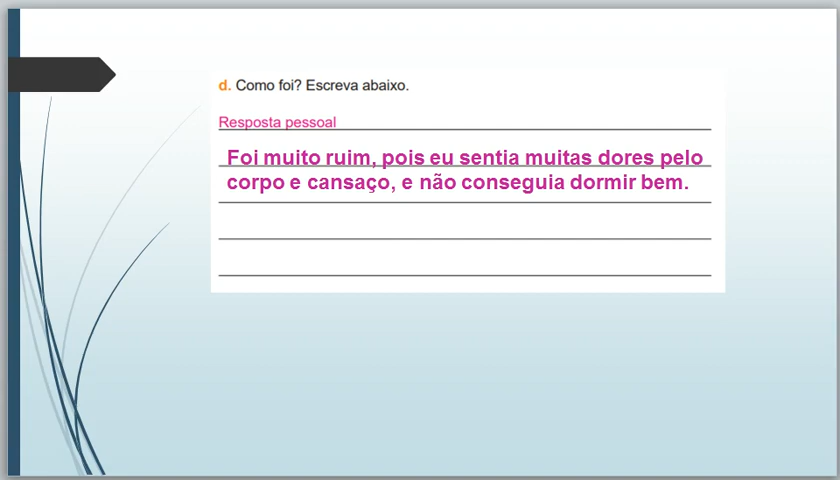 d. Como foi? Escreva abaixo.
Resposta pessoal
Foi muito ruim, pois eu sentia muitas dores pelo
corpo e cansaço, e não conseguia dormir bem.